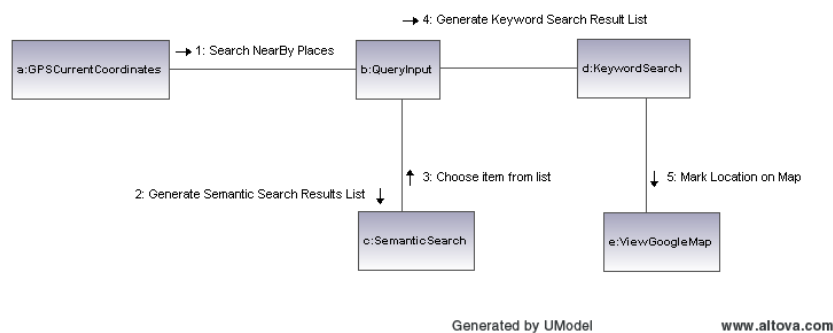 4: Generate Keyword Search Result List
1: Search NearBy Places
a:GPSCurrentCoordinates
b:QueryInput
d:KeywordSearch
3: Choose item from list
5: Mark Location on Map
2: Generate Semantic Search Results List
c:SemanticSearch
e:ViewGoogleMap
Generated by UModel
www.altova.com